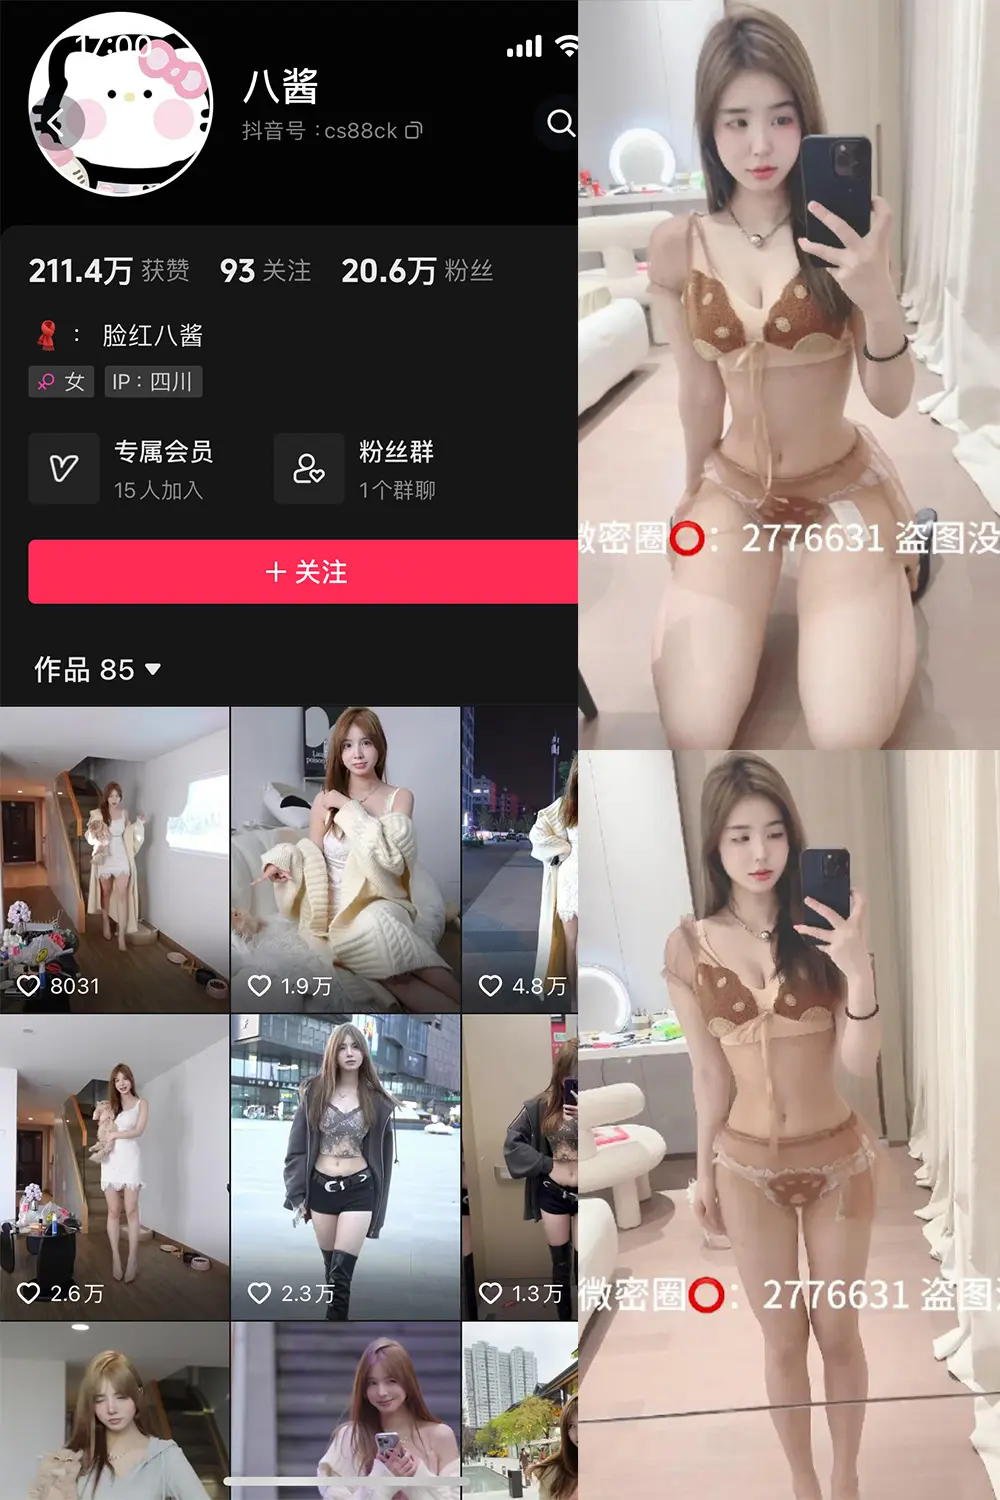 17:00
八酱
抖音号：cs88ck
211.4万 获赞 93 关注 20.6万 粉丝
： 脸红八酱
女 IP：四川
专属会员
15人加入
粉丝群
1个群聊
+ 关注
作品 85
8031
1.9万
4.8万
2.6万
2.3万
1.3万
微密圈⭕：2776631 盗图没
微密圈⭕：2776631 盗图